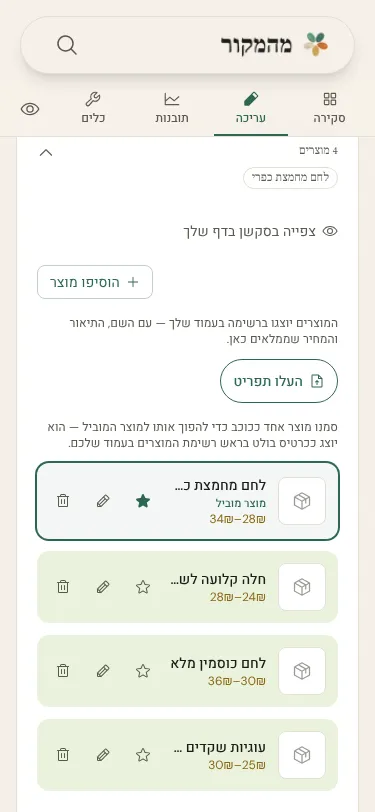 מהמקור
סקירה
עריכה
תובנות
כלים
4 מוצרים
לחם מחמצת כפרי
צפייה בסקשן בדף שלך
הוסיפו מוצר
המוצרים יוצגו ברשימה בעמוד שלך — עם השם, התיאור
והמחיר שממלאים כאן.
העלו תפריט
סמנו מוצר אחד ככוכב כדי להפוך אותו למוצר המוביל — הוא
יוצג ככרטיס בולט בראש רשימת המוצרים בעמוד שלכם.
לחם מחמצת כ...
מוצר מוביל
₪28–₪34
חלה קלועה לש...
₪24–₪28
לחם כוסמין מלא
₪30–₪36
עוגיות שקדים ...
₪25–₪30